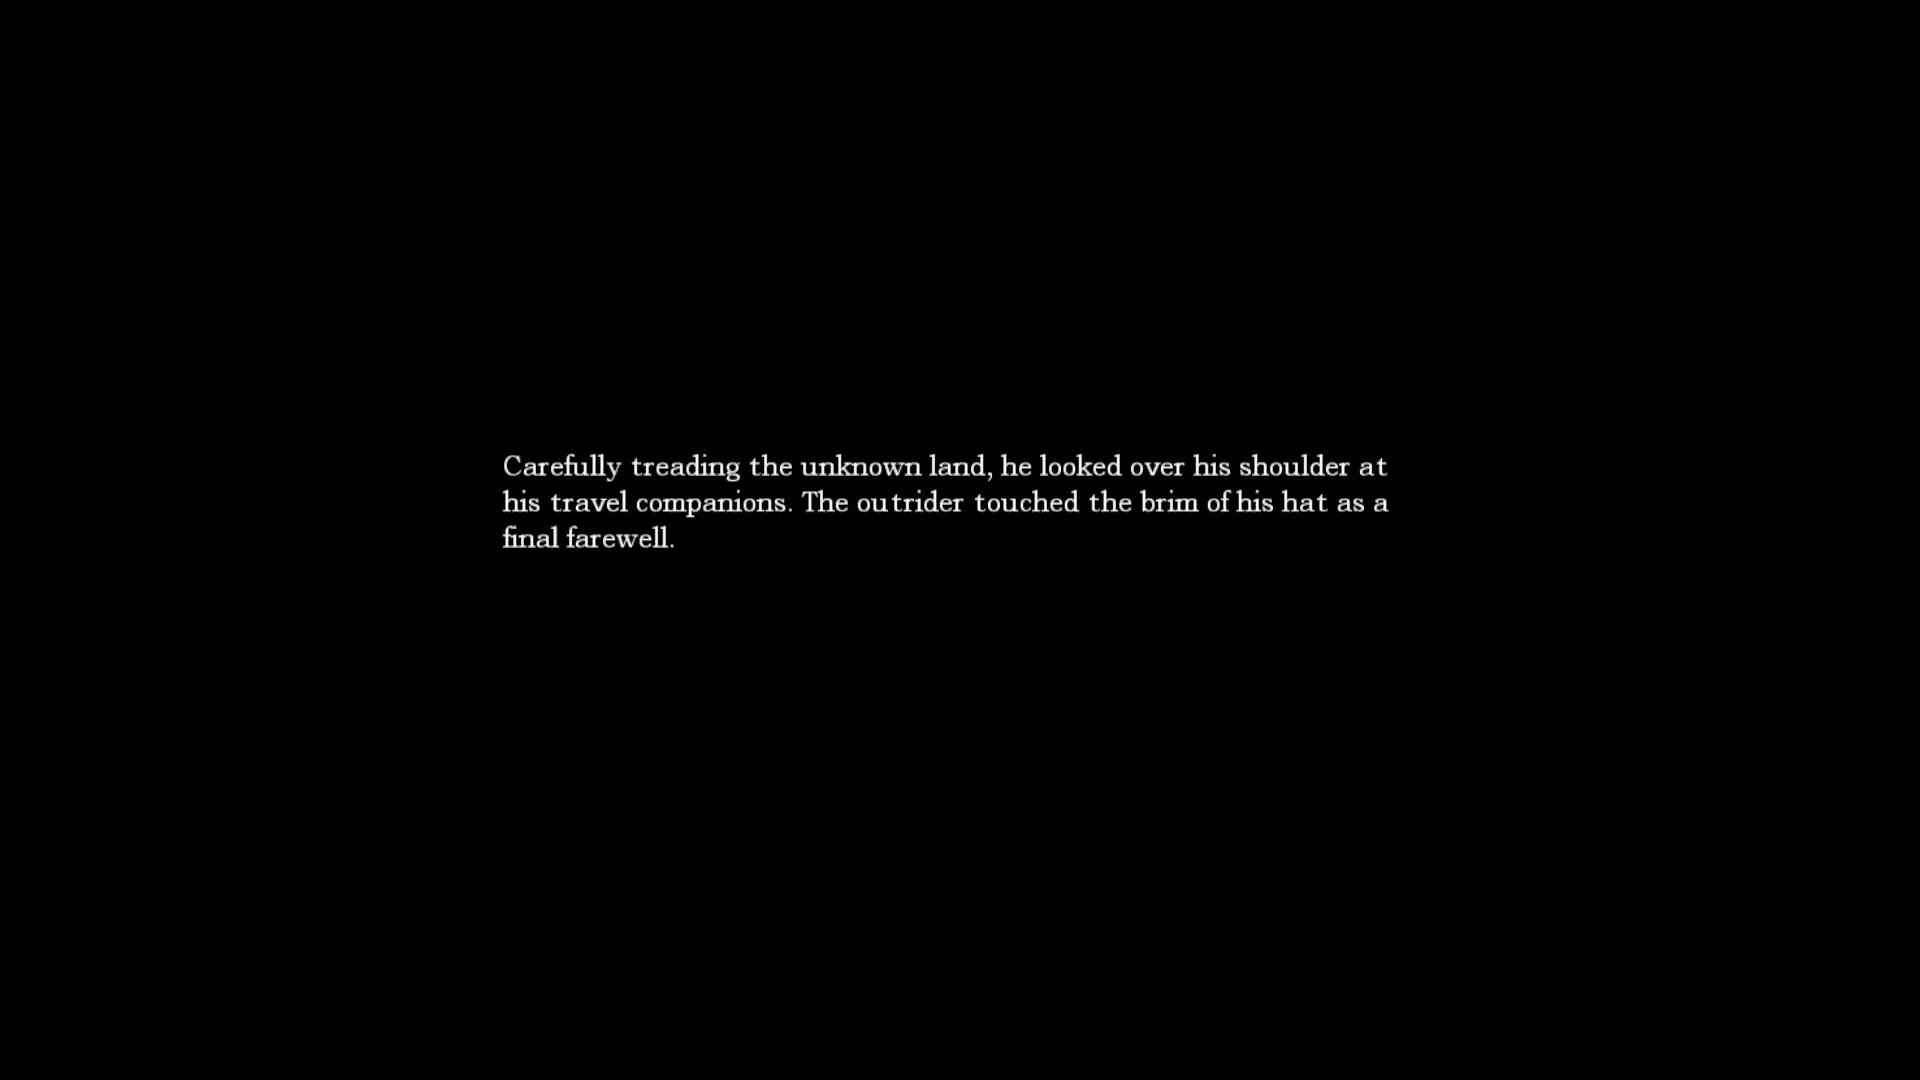 Carefully treading the unknown land, he looked over his shoulder at
his travel companions. The outrider touched the brim of his hat as a
final farewell.